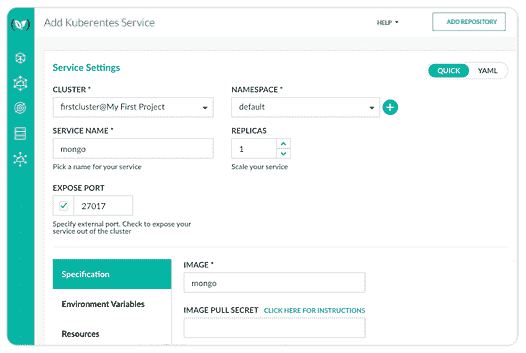 Add Kuberentes Service
HELP
ADD REPOSITORY
Service Settings
QUICK
YAML
CLUSTER *
NAMESPACE *
firstcluster@My First Project
default
SERVICE NAME *
REPLICAS
mongo
1
Pick a name for your service
Scale your service
EXPOSE PORT
27017
Specify external port. Check to expose your
service out of the cluster
Specification
IMAGE *
mongo
Environment Variables
IMAGE PULL SECRET CLICK HERE FOR INSTRUCTIONS
Resources